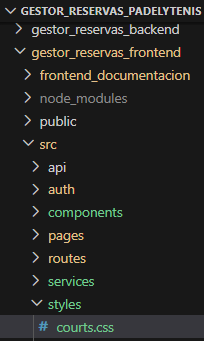 GESTOR_RESERVAS_PADELYTENIS
gestor_reservas_backend
gestor_reservas_frontend
frontend_documentacion
node_modules
public
src
api
auth
components
pages
routes
services
styles
# courts.css